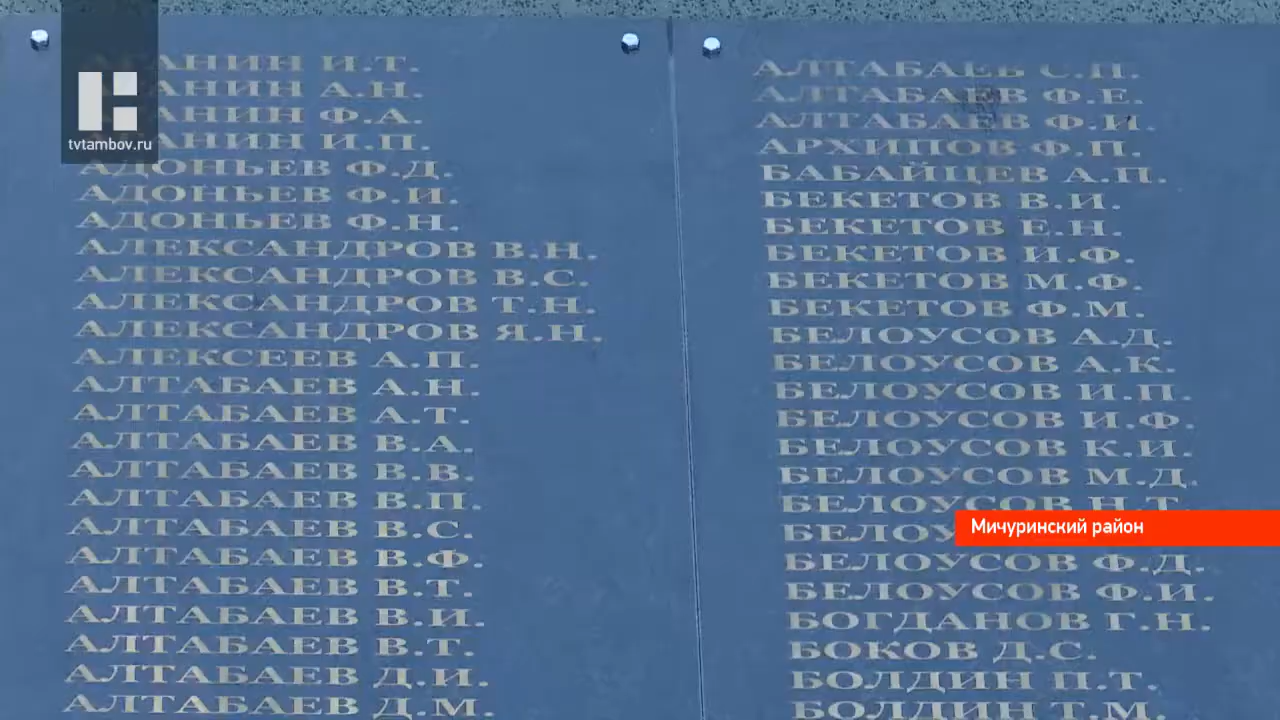 И.Т.
А.Н.
Ф.А.
И.П.
АДОНЬЕВ Ф.Д.
АДОНЬЕВ Ф.И.
АДОНЬЕВ Ф.Н.
АЛЕКСАНДРОВ В.Н.
АЛЕКСАНДРОВ В.С.
АЛЕКСАНДРОВ Т.Н.
АЛЕКСАНДРОВ Я.Н.
АЛЕКСЕЕВ А.П.
АЛТАБАЕВ А.Н.
АЛТАБАЕВ А.Т.
АЛТАБАЕВ В.А.
АЛТАБАЕВ В.В.
АЛТАБАЕВ В.П.
АЛТАБАЕВ В.С.
АЛТАБАЕВ В.Ф.
АЛТАБАЕВ В.Т.
АЛТАБАЕВ В.И.
АЛТАБАЕВ В.Т.
АЛТАБАЕВ Д.И.
АЛТАБАЕВ Д.М.
АЛТАБАЕВ С.П.
АЛТАБАЕВ Ф.Е.
АЛТАБАЕВ Ф.И.
АРХИПОВ Ф.П.
БАБАЙЦЕВ А.П.
БЕКЕТОВ В.И.
БЕКЕТОВ Е.Н.
БЕКЕТОВ И.Ф.
БЕКЕТОВ М.Ф.
БЕКЕТОВ Ф.М.
БЕЛОУСОВ А.Д.
БЕЛОУСОВ А.К.
БЕЛОУСОВ И.П.
БЕЛОУСОВ И.Ф.
БЕЛОУСОВ К.И.
БЕЛОУСОВ М.Д.
БЕЛОУСОВ Н.Т.
БЕЛОУСОВ Ф.Д.
БЕЛОУСОВ Ф.И.
БОГДАНОВ Г.Н.
БОКОВ Д.С.
БОЛДИН П.Т.
БОЛДИН Т.М.
tvtambov.ru
Мичуринский район